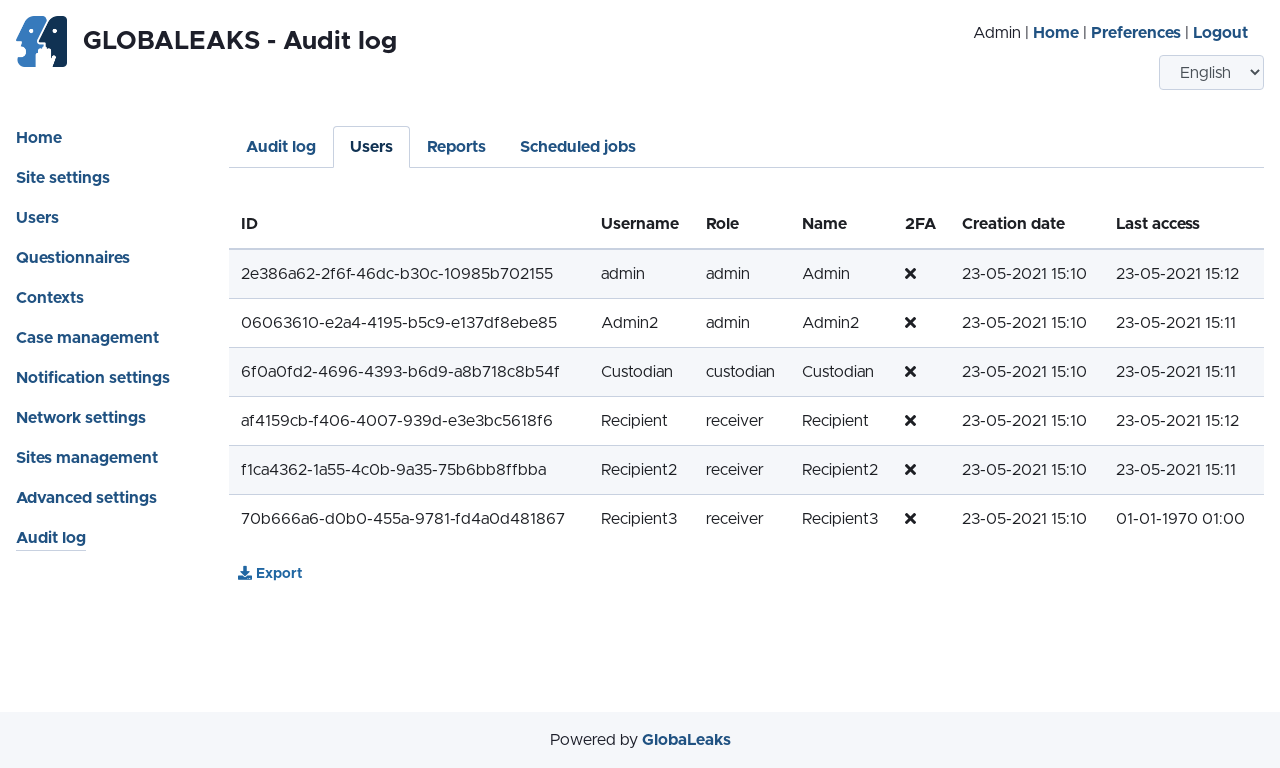 GLOBALEAKS - Audit log
Admin | Home | Preferences | Logout
English
Home
Site settings
Users
Questionnaires
Contexts
Case management
Notification settings
Network settings
Sites management
Advanced settings
Audit log
Audit log Users Reports Scheduled jobs
ID Username Role Name 2FA Creation date Last access
2e386a62-2f6f-46dc-b30c-10985b702155 admin admin Admin 23-05-2021 15:10 23-05-2021 15:12
06063610-e2a4-4195-b5c9-e137df8ebe85 Admin2 admin Admin2 23-05-2021 15:10 23-05-2021 15:11
6f0a0fd2-4696-4393-b6d9-a8b718c8b54f Custodian custodian Custodian 23-05-2021 15:10 23-05-2021 15:11
af4159cb-f406-4007-939d-e3e3bc5618f6 Recipient receiver Recipient 23-05-2021 15:10 23-05-2021 15:12
f1ca4362-1a55-4c0b-9a35-75b6bb8ffbba Recipient2 receiver Recipient2 23-05-2021 15:10 23-05-2021 15:11
70b666a6-d0b0-455a-9781-fd4a0d481867 Recipient3 receiver Recipient3 23-05-2021 15:10 01-01-1970 01:00
Export
Powered by GlobaLeaks